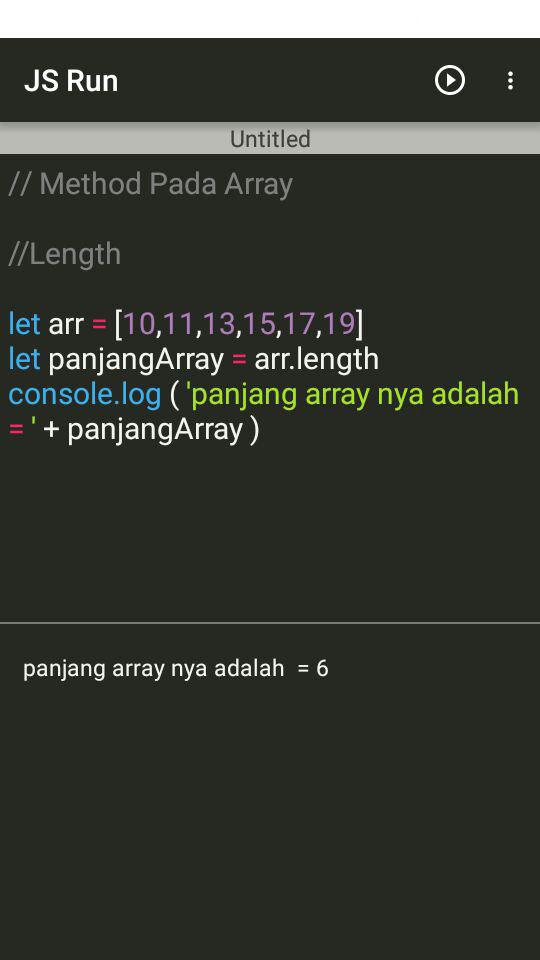 JS Run
Untitled
// Method Pada Array
//Length
let arr = [10,11,13,15,17,19]
let panjangArray = arr.length
console.log ( 'panjang array nya adalah
= ' + panjangArray )
panjang array nya adalah  = 6